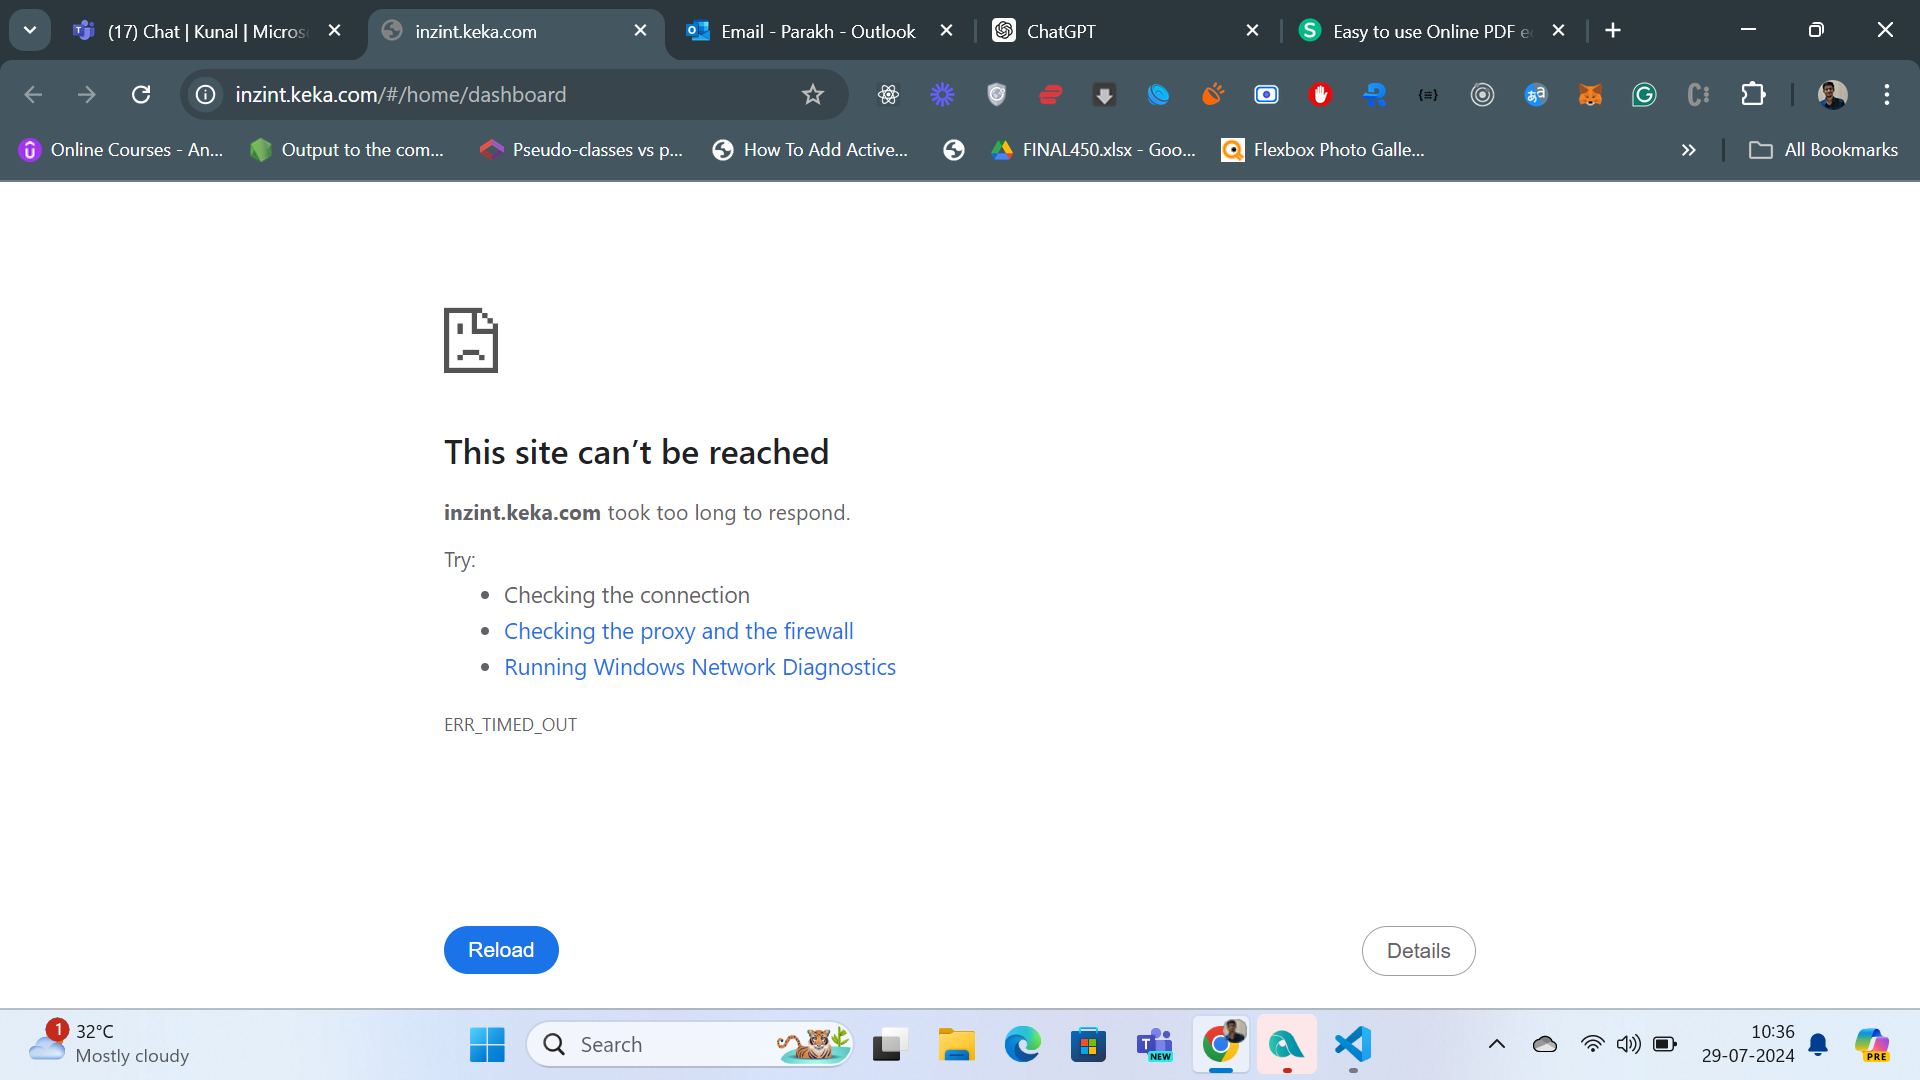 (17) Chat | Kunal | Micros
inzint.keka.com
Email - Parakh - Outlook
ChatGPT
Easy to use Online PDF e
inzint.keka.com/#/home/dashboard
Online Courses - An...
Output to the com...
Pseudo-classes vs p...
How To Add Active...
FINAL450.xlsx - Goo...
Flexbox Photo Galle...
All Bookmarks
This site can’t be reached
inzint.keka.com took too long to respond.
Try:
• Checking the connection
• Checking the proxy and the firewall
• Running Windows Network Diagnostics
ERR_TIMED_OUT
Reload
Details
1
32°C
Mostly cloudy
Search
NEW
10:36
29-07-2024
PRE